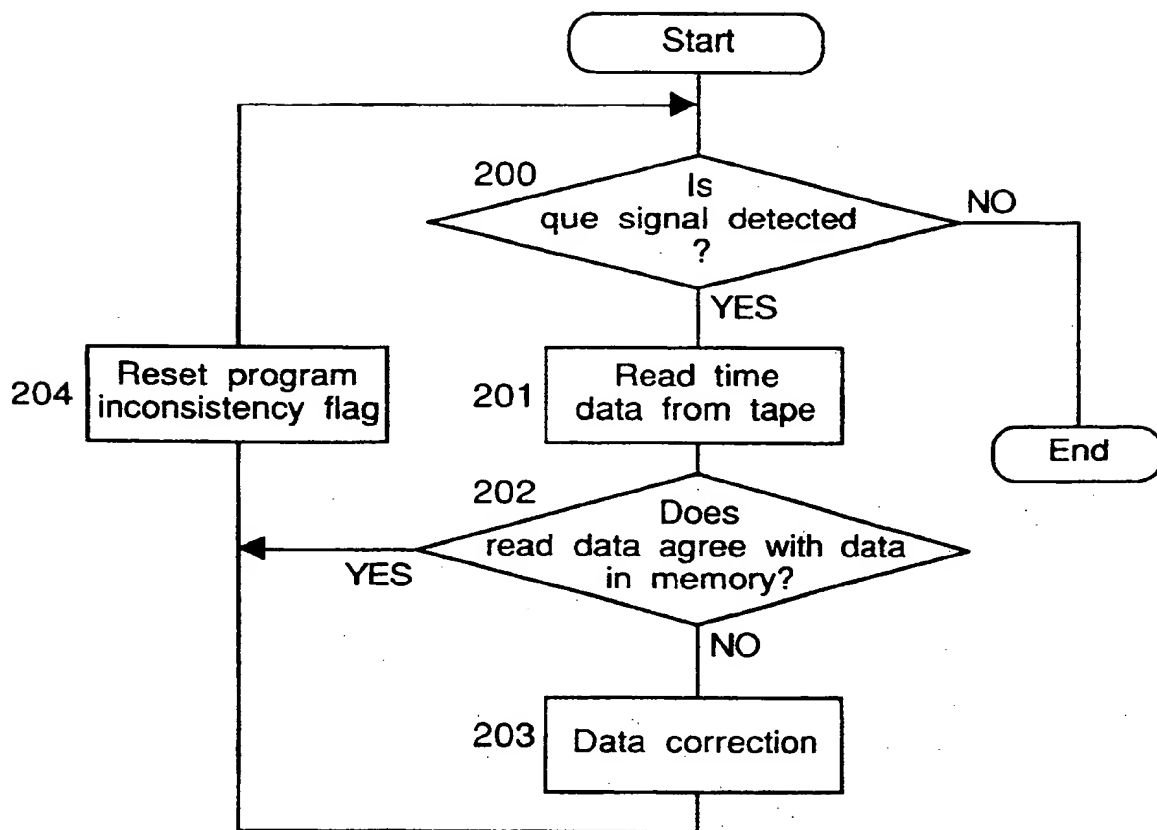 Start
200
Is
que signal detected
?
NO
YES
204
Reset program
inconsistency flag
201
Read time
data from tape
End
202
Does
read data agree with data
in memory?
YES
NO
203
Data correction